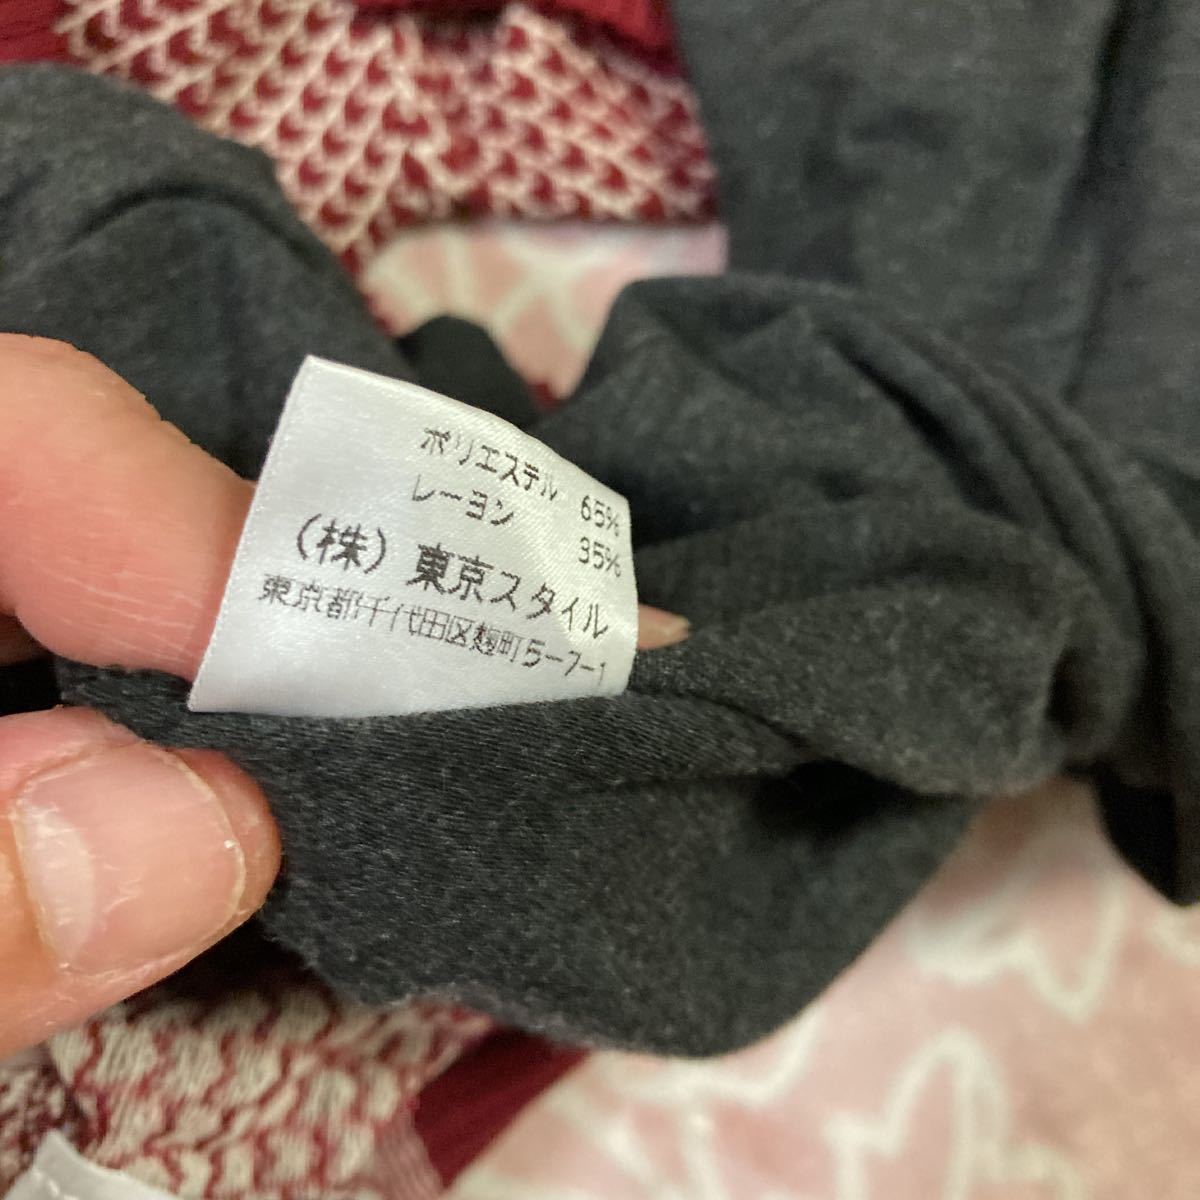 ポリエステル 65%
レーヨン 35%
(株)東京スタイル
東京都千代田区麹町5-7-1